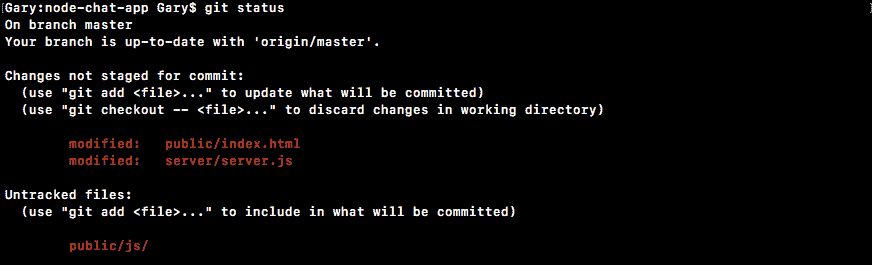 Gary:node-chat-app Gary$ git status
On branch master
Your branch is up-to-date with 'origin/master'.
Changes not staged for commit:
(use "git add <file>..." to update what will be committed)
(use "git checkout -- <file>..." to discard changes in working directory)
modified: public/index.html
modified: server/server.js
Untracked files:
(use "git add <file>..." to include in what will be committed)
public/js/